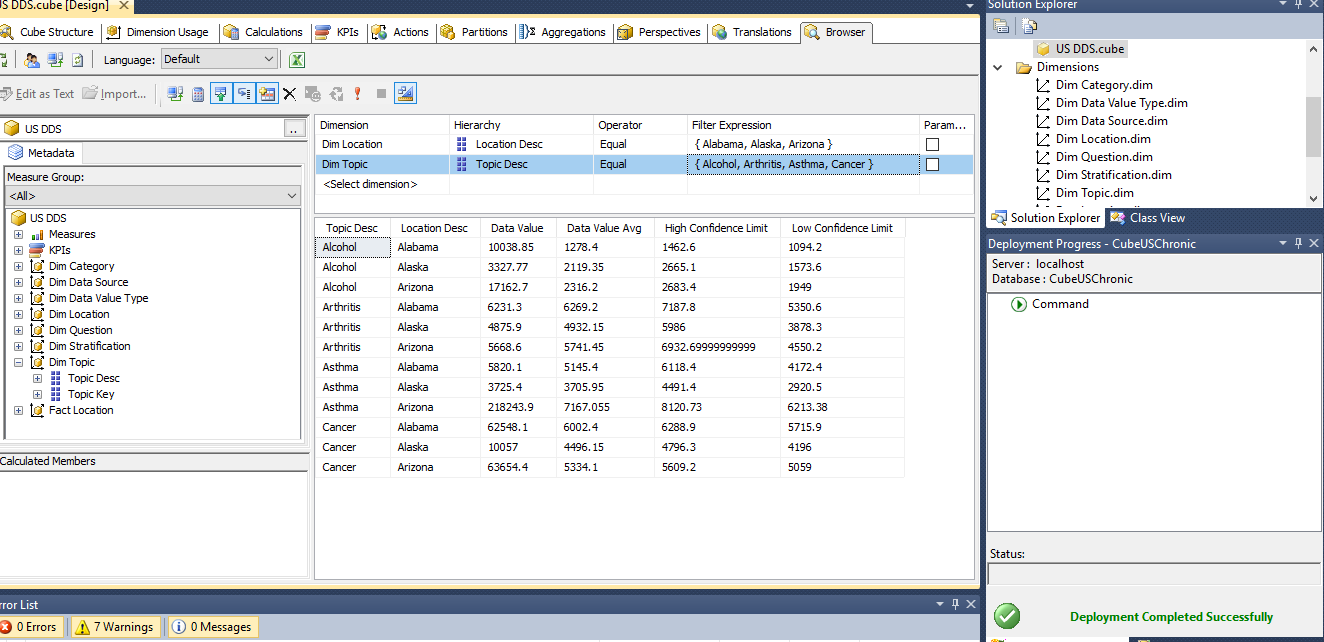 US DDS.cube [Design]
Solution Explorer
Cube Structure Dimension Usage Calculations KPIs Actions Partitions Aggregations Perspectives Translations Browser
Language: Default
Edit as Text Import...
US DDS ..
Metadata
Measure Group:
<All>
US DDS
Measures
KPIs
Dim Category
Dim Data Source
Dim Data Value Type
Dim Location
Dim Question
Dim Stratification
Dim Topic
Topic Desc
Topic Key
Fact Location
Calculated Members
Dimension Hierarchy Operator Filter Expression Param...
Dim Location Location Desc Equal { Alabama, Alaska, Arizona }
Dim Topic Topic Desc Equal { Alcohol, Arthritis, Asthma, Cancer }
<Select dimension>
Topic Desc Location Desc Data Value Data Value Avg High Confidence Limit Low Confidence Limit
Alcohol Alabama 10038.85 1278.4 1462.6 1094.2
Alcohol Alaska 3327.77 2119.35 2665.1 1573.6
Alcohol Arizona 17162.7 2316.2 2683.4 1949
Arthritis Alabama 6231.3 6269.2 7187.8 5350.6
Arthritis Alaska 4875.9 4932.15 5986 3878.3
Arthritis Arizona 5668.6 5741.45 6932.69999999999 4550.2
Asthma Alabama 5820.1 5145.4 6118.4 4172.4
Asthma Alaska 3725.4 3705.95 4491.4 2920.5
Asthma Arizona 218243.9 7167.055 8120.73 6213.38
Cancer Alabama 62548.1 6002.4 6288.9 5715.9
Cancer Alaska 10057 4496.15 4796.3 4196
Cancer Arizona 63654.4 5334.1 5609.2 5059
US DDS.cube
Dimensions
Dim Category.dim
Dim Data Value Type.dim
Dim Data Source.dim
Dim Location.dim
Dim Question.dim
Dim Stratification.dim
Dim Topic.dim
Solution Explorer Class View
Deployment Progress - CubeUSChronic
Server : localhost
Database : CubeUSChronic
Command
Status:
Deployment Completed Successfully
rror List
0 Errors 7 Warnings 0 Messages